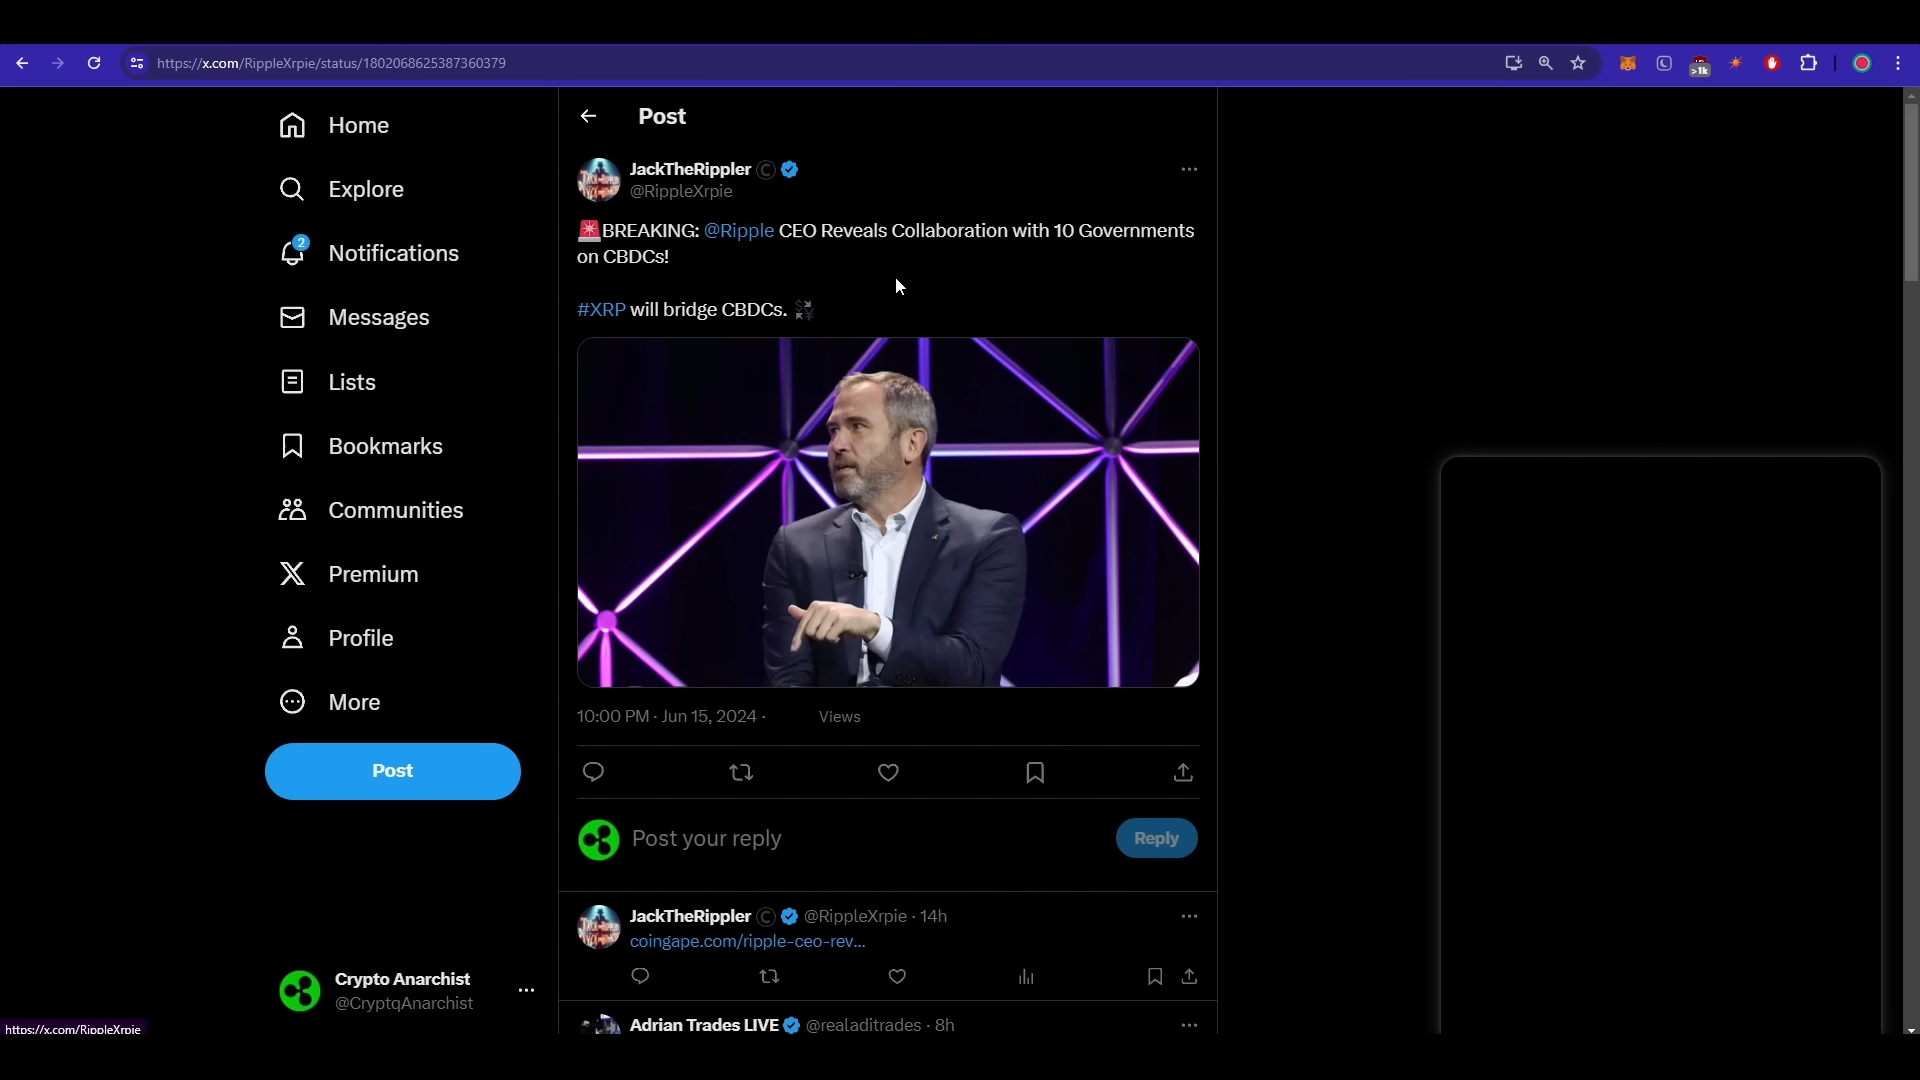 https://x.com/RippleXrpie/status/1802068625387360379
>1k
Home
Explore
2
Notifications
Messages
Lists
Bookmarks
Communities
Premium
Profile
More
Post
Crypto Anarchist
@CryptqAnarchist
https://x.com/RippleXrpie
Post
JackTheRippler ©
@RippleXrpie
🚨BREAKING: @Ripple CEO Reveals Collaboration with 10 Governments
on CBDCs!
#XRP will bridge CBDCs. 💱
10:00 PM · Jun 15, 2024 · Views
Post your reply
Reply
JackTheRippler © @RippleXrpie · 14h
coingape.com/ripple-ceo-rev...
Adrian Trades LIVE @realaditrades · 8h